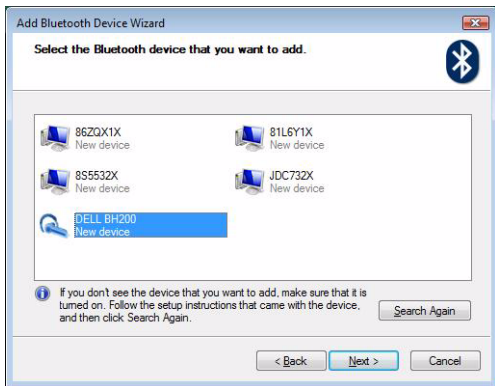 Add Bluetooth Device Wizard
Select the Bluetooth device that you want to add.
86ZQX1X
New device
81L6Y1X
New device
8S5532X
New device
JDC732X
New device
DELL BH200
New device
If you don't see the device that you want to add, make sure that it is
turned on. Follow the setup instructions that came with the device,
and then click Search Again.
Search Again
< Back
Next >
Cancel